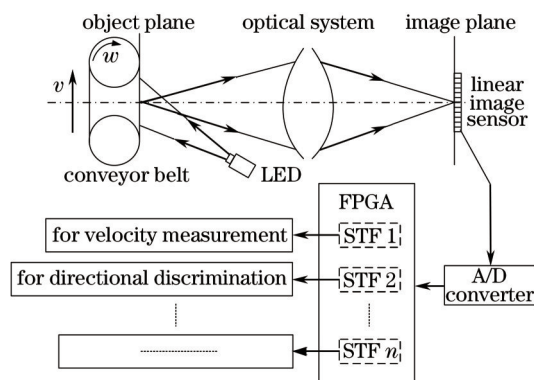 object plane
optical system
image plane
w
v
linear
image
sensor
conveyor belt
LED
FPGA
for velocity measurement
STF 1
for directional discrimination
STF 2
A/D
converter
STF n